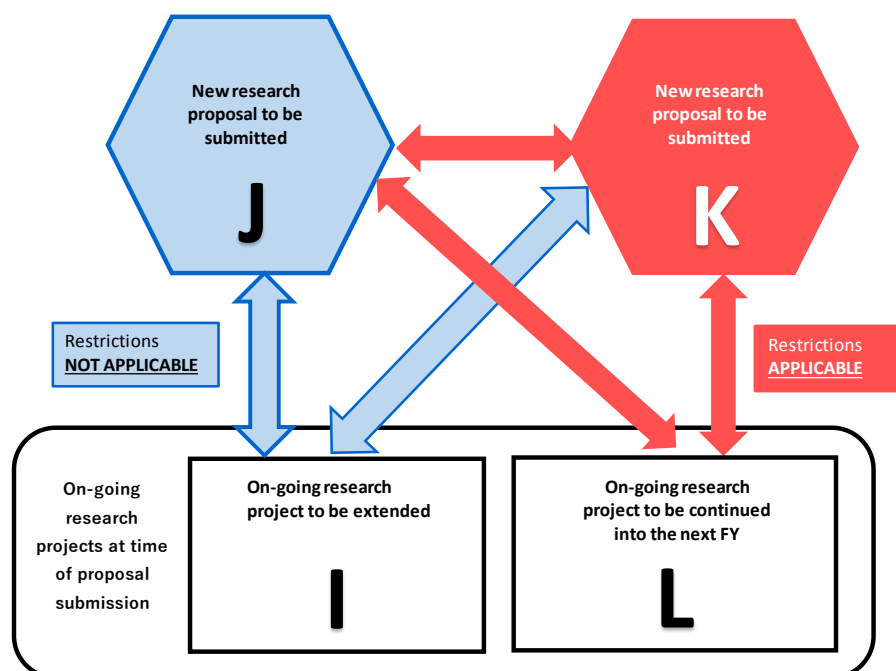 New research
proposal to be
submitted
J
New research
proposal to be
submitted
K
Restrictions
NOT APPLICABLE
Restrictions
APPLICABLE
On-going
research
projects at time
of proposal
submission
On-going research
project to be extended
I
On-going research
project to be continued
into the next FY
L